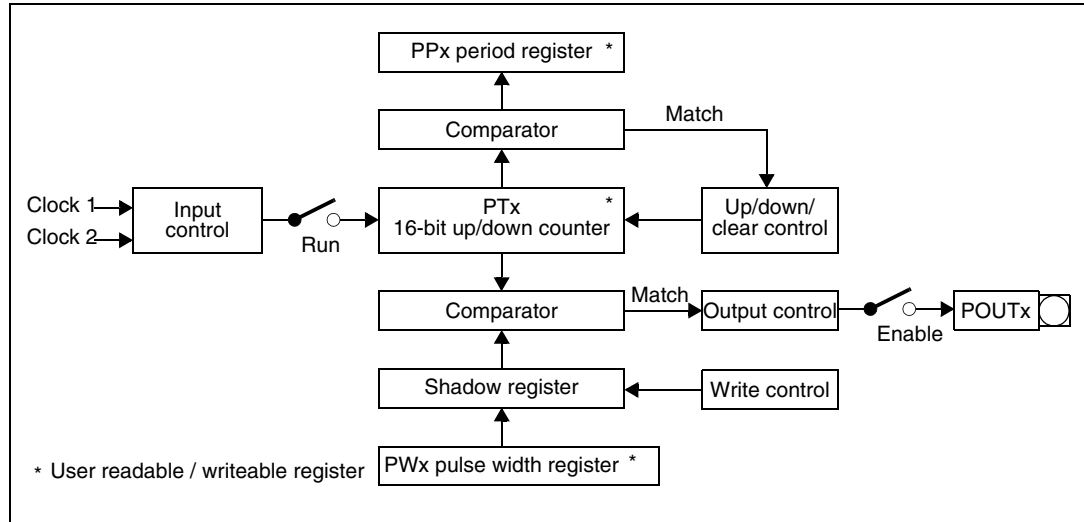 PPx period register *
Comparator
Match
Clock 1
Clock 2
Input
control
Run
PTx *
16-bit up/down counter
Up/down/
clear control
Comparator
Match
Output control
Enable
POUTx
Shadow register
Write control
PWx pulse width register *
* User readable / writeable register